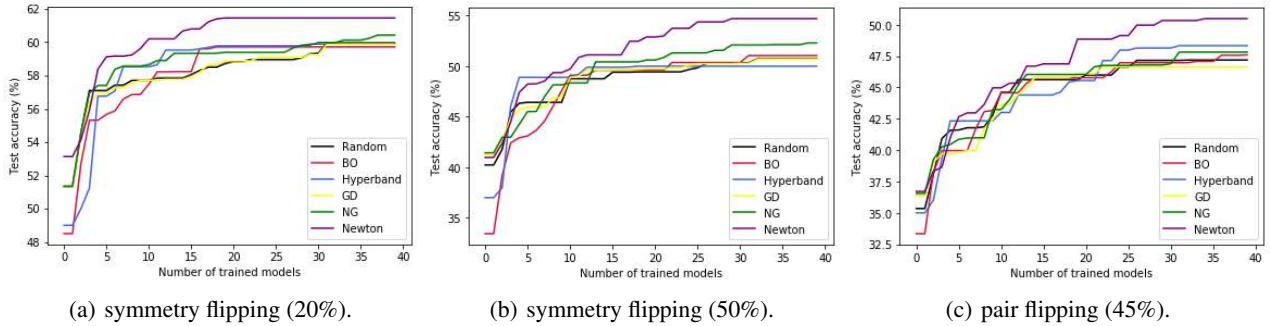 62
60
58
56
54
52
50
48
Test accuracy (%)
Random
BO
Hyperband
GD
NG
Newton
0 5 10 15 20 25 30 35 40
Number of trained models
(a) symmetry flipping (20%).
55
50
45
40
35
Test accuracy (%)
Random
BO
Hyperband
GD
NG
Newton
0 5 10 15 20 25 30 35 40
Number of trained models
(b) symmetry flipping (50%).
50.0
47.5
45.0
42.5
40.0
37.5
35.0
32.5
Test accuracy (%)
Random
BO
Hyperband
GD
NG
Newton
0 5 10 15 20 25 30 35 40
Number of trained models
(c) pair flipping (45%).